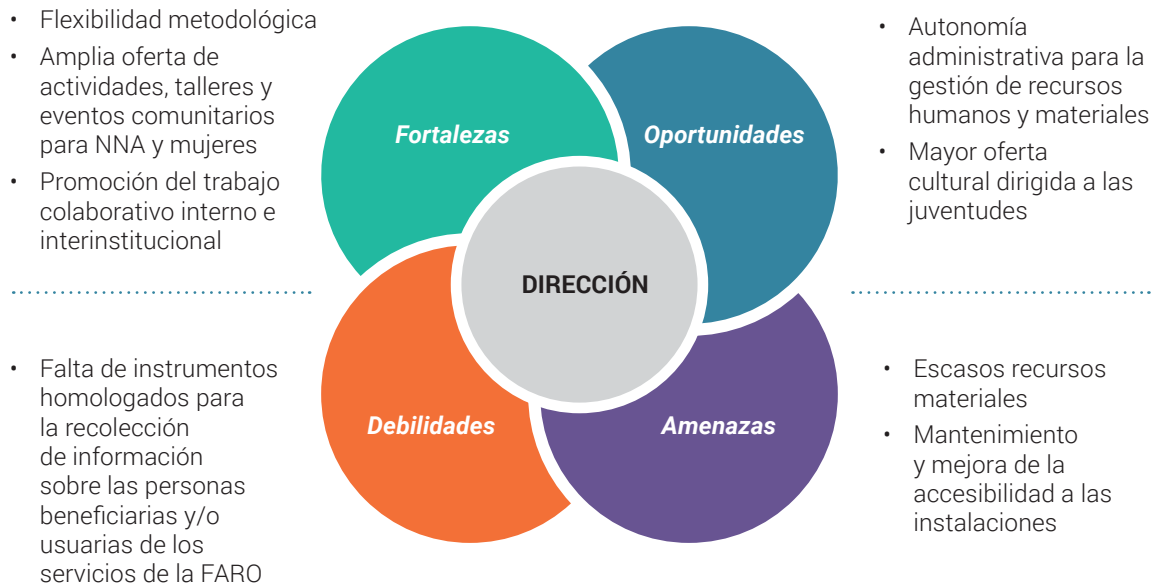 • Flexibilidad metodológica
• Amplia oferta de
actividades, talleres y
eventos comunitarios
para NNA y mujeres
• Promoción del trabajo
colaborativo interno e
interinstitucional
Fortalezas
Oportunidades
• Autonomía
administrativa para la
gestión de recursos
humanos y materiales
• Mayor oferta
cultural dirigida a las
juventudes
DIRECCIÓN
• Falta de instrumentos
homologados para
la recolección
de información
sobre las personas
beneficiarias y/o
usuarias de los
servicios de la FARO
Debilidades
Amenazas
• Escasos recursos
materiales
• Mantenimiento
y mejora de la
accesibilidad a las
instalaciones